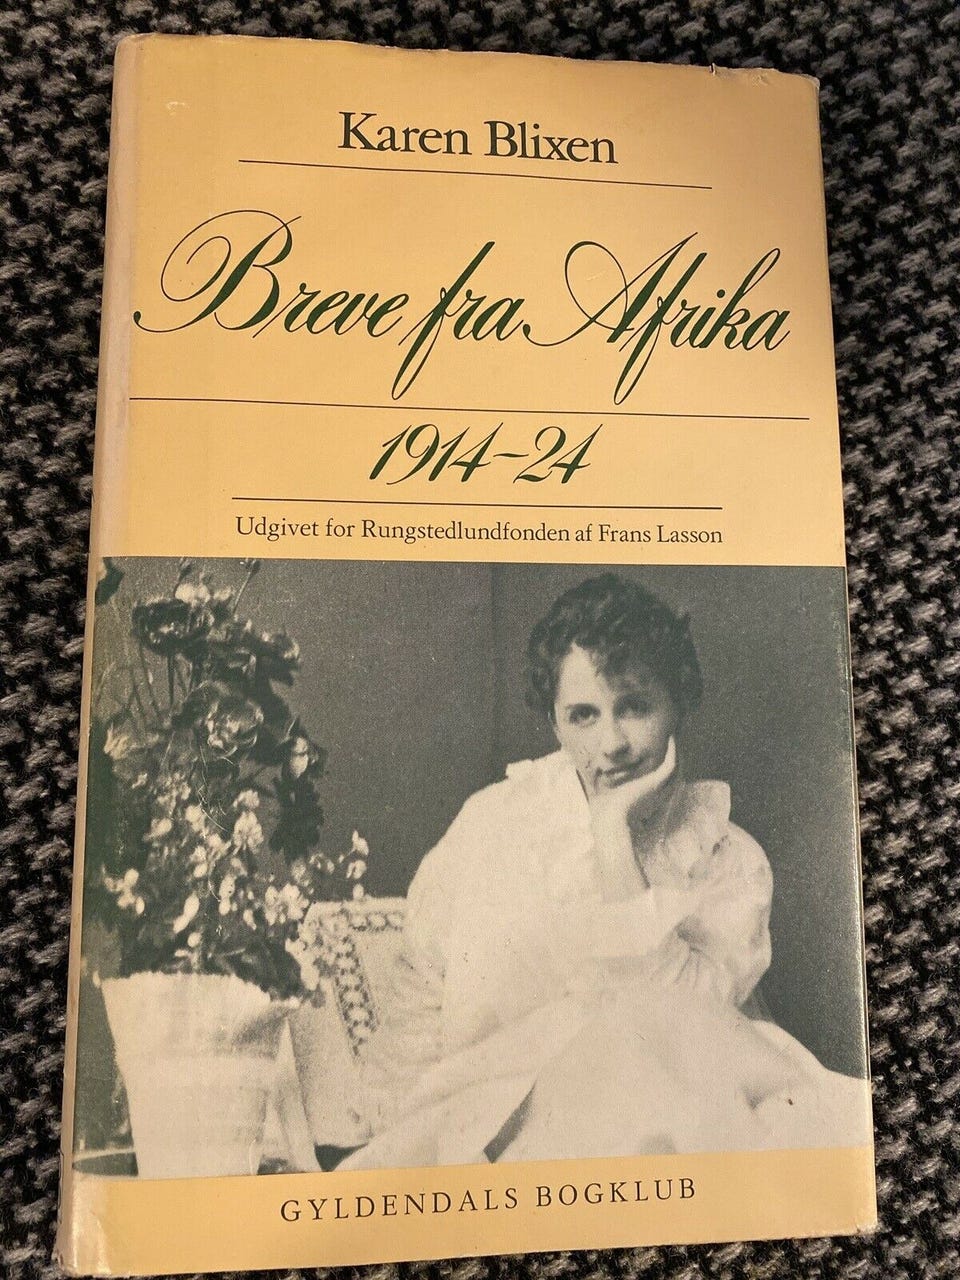 Karen Blixen
Breve fra Afrika
1914-24
Udgivet for Rungstedlundfonden af Frans Lasson
GYLDENDALS BOGKLUB